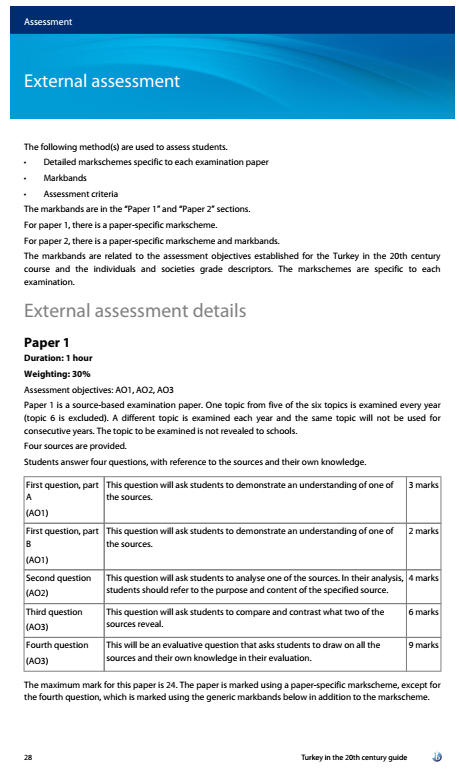 Assessment
External assessment
The following method(s) are used to assess students.
• Detailed markschemes specific to each examination paper
• Markbands
• Assessment criteria
The markbands are in the “Paper 1” and “Paper 2” sections.
For paper 1, there is a paper-specific markscheme.
For paper 2, there is a paper-specific markscheme and markbands.
The markbands are related to the assessment objectives established for the Turkey in the 20th century
course and the individuals and societies grade descriptors. The markschemes are specific to each
examination.
External assessment details
Paper 1
Duration: 1 hour
Weighting: 30%
Assessment objectives: AO1, AO2, AO3
Paper 1 is a source-based examination paper. One topic from five of the six topics is examined every year
(topic 6 is excluded). A different topic is examined each year and the same topic will not be used for
consecutive years. The topic to be examined is not revealed to schools.
Four sources are provided.
Students answer four questions, with reference to the sources and their own knowledge.
First question, part This question will ask students to demonstrate an understanding of one of 3 marks
A the sources.
(AO1)
First question, part This question will ask students to demonstrate an understanding of one of 2 marks
B the sources.
(AO1)
Second question This question will ask students to analyse one of the sources. In their analysis, 4 marks
(AO2) students should refer to the purpose and content of the specified source.
Third question This question will ask students to compare and contrast what two of the 6 marks
(AO3) sources reveal.
Fourth question This will be an evaluative question that asks students to draw on all the 9 marks
(AO3) sources and their own knowledge in their evaluation.
The maximum mark for this paper is 24. The paper is marked using a paper-specific markscheme, except for
the fourth question, which is marked using the generic markbands below in addition to the markscheme.
28 Turkey in the 20th century guide